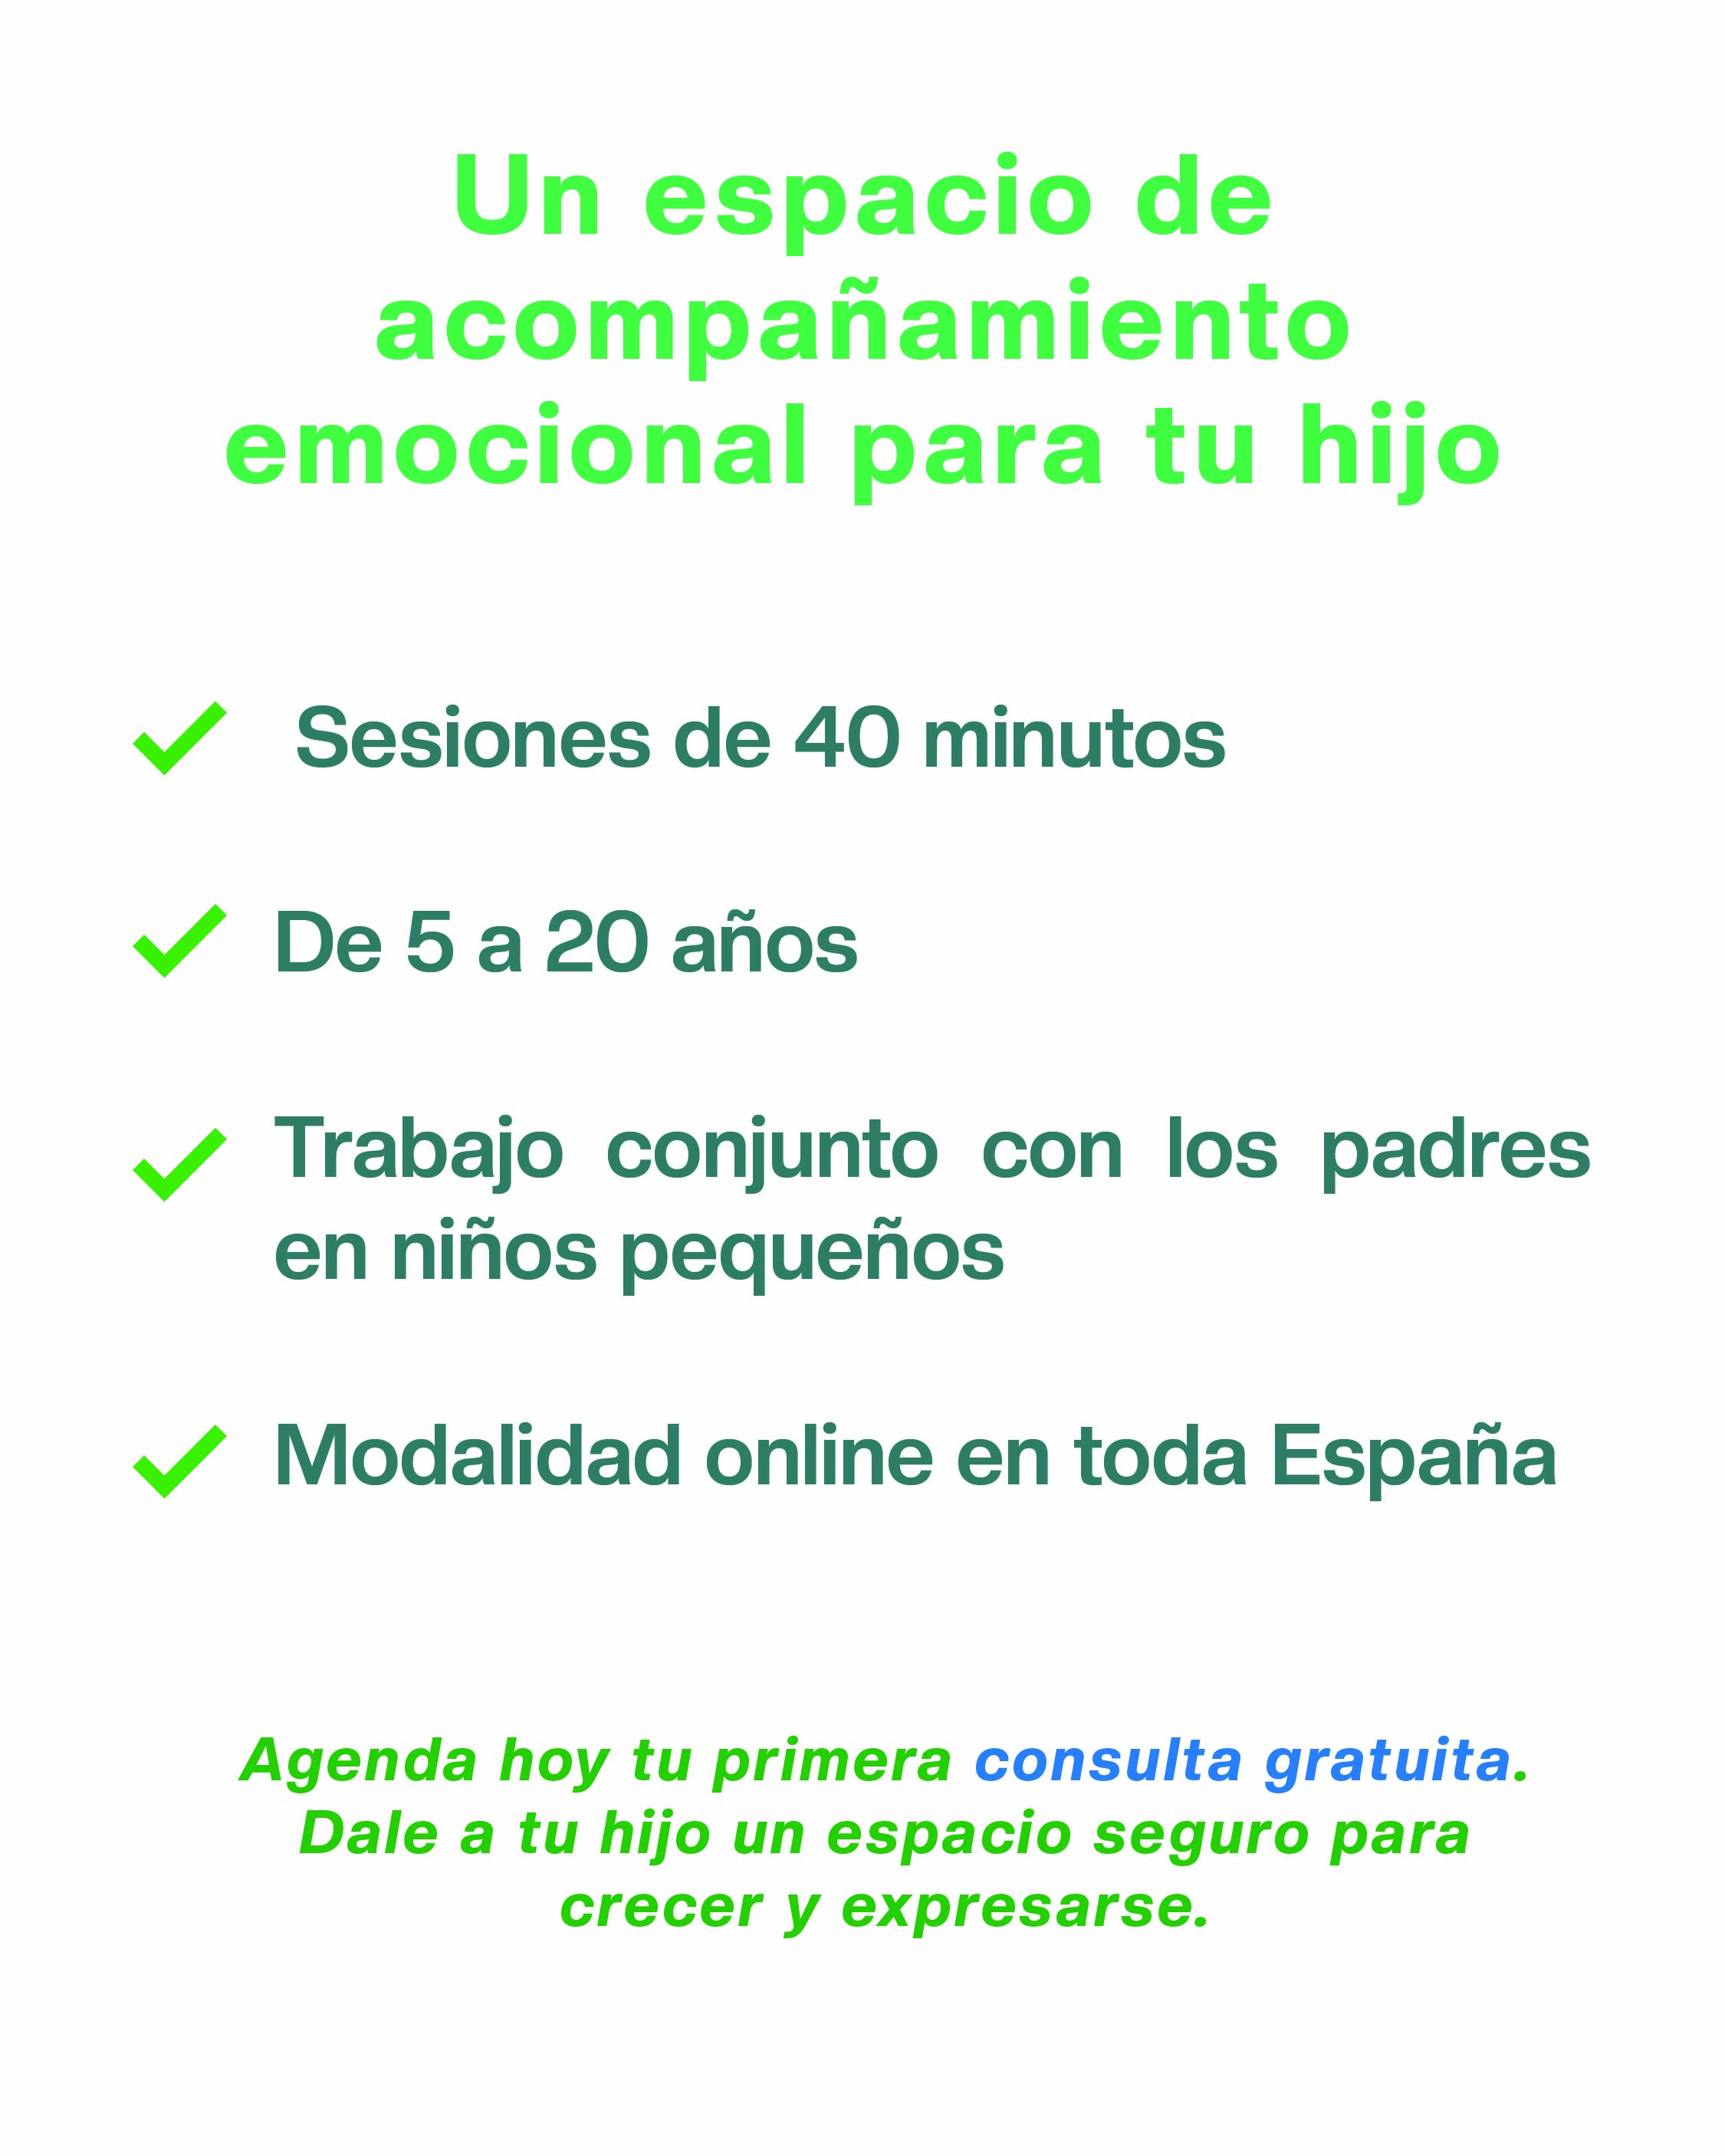 Un espacio de
acompañamiento
emocional para tu hijo
Sesiones de 40 minutos
De 5 a 20 años
Trabajo conjunto con los padres
en niños pequeños
Modalidad online en toda España
Agenda hoy tu primera consulta gratuita.
Dale a tu hijo un espacio seguro para
crecer y expresarse.